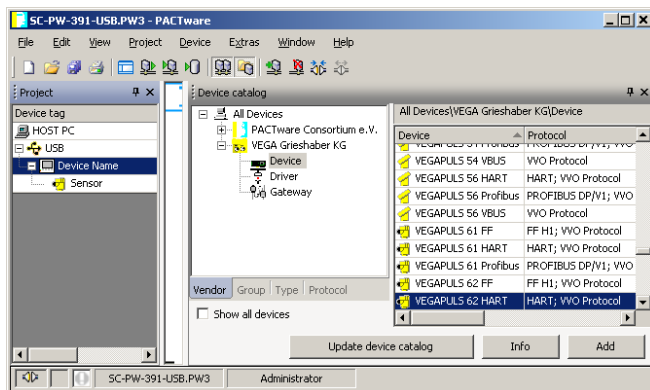 SC-PW-391-USB.PW3 - PACTware
File Edit View Project Device Extras Window Help
Project
Device tag
HOST PC
USB
Device Name
Sensor
Device catalog
All Devices
PACTware Consortium e.V.
VEGA Grieshaber KG
Device
Driver
Gateway
Vendor Group Type Protocol
Show all devices
All Devices\VEGA Grieshaber KG\Device
Device Protocol
VEGAPULS 54 VBUS VVO Protocol
VEGAPULS 56 HART HART; VVO Protocol
VEGAPULS 56 Profibus PROFIBUS DP/V1; VVO
VEGAPULS 56 VBUS VVO Protocol
VEGAPULS 61 FF FF H1; VVO Protocol
VEGAPULS 61 HART HART; VVO Protocol
VEGAPULS 61 Profibus PROFIBUS DP/V1; VVO
VEGAPULS 62 FF FF H1; VVO Protocol
VEGAPULS 62 HART HART; VVO Protocol
Update device catalog Info Add
SC-PW-391-USB.PW3 Administrator